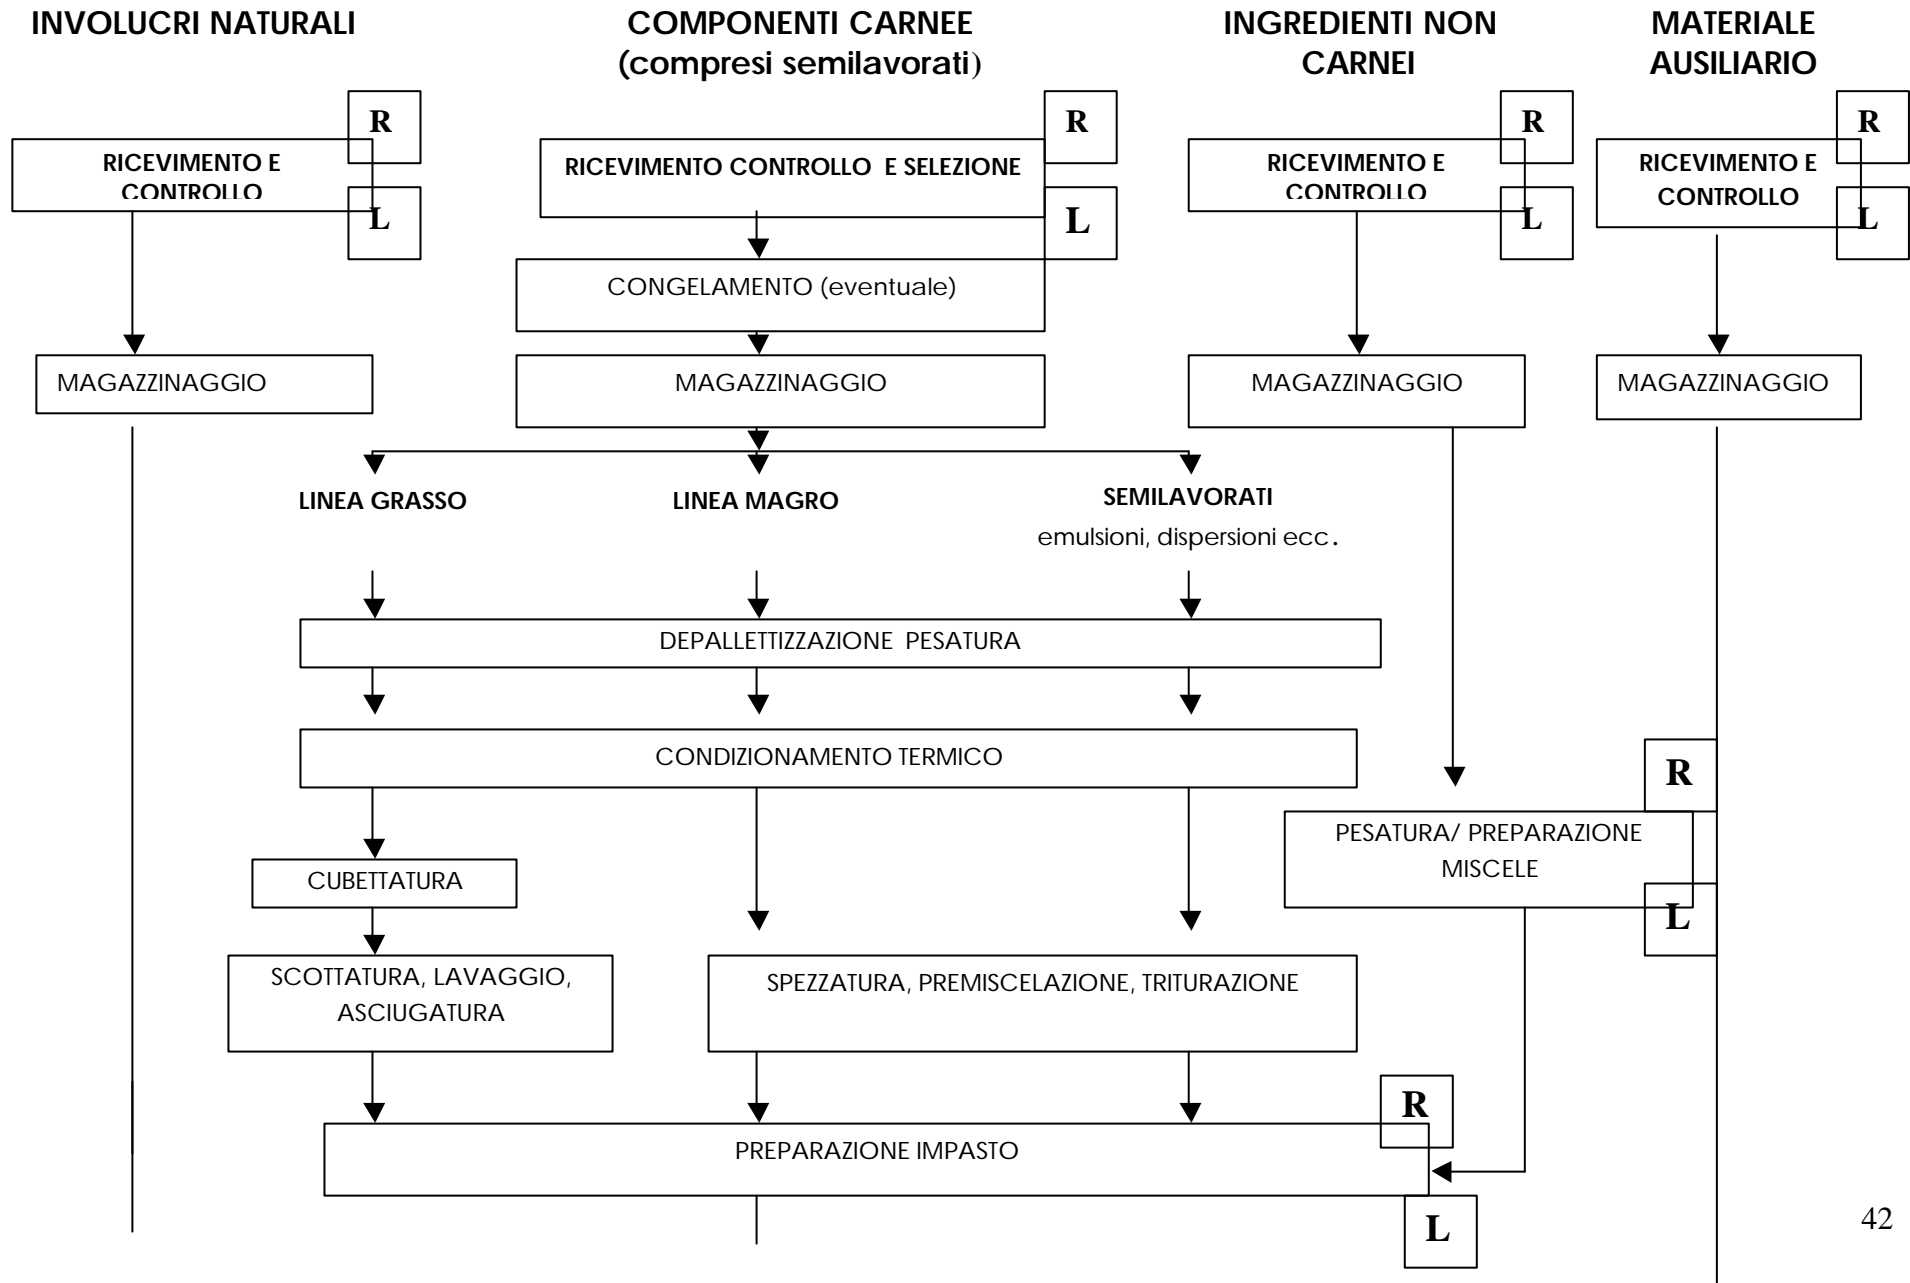 INVOLUCRI NATURALI
COMPONENTI CARNEE
(compresi semilavorati)
INGREDIENTI NON
CARNEI
MATERIALE
AUSILIARIO
R
R
R
R
RICEVIMENTO E
CONTROLLO
RICEVIMENTO CONTROLLO E SELEZIONE
RICEVIMENTO E
CONTROLLO
RICEVIMENTO E
CONTROLLO
L
L
L
L
CONGELAMENTO (eventuale)
MAGAZZINAGGIO
MAGAZZINAGGIO
MAGAZZINAGGIO
MAGAZZINAGGIO
LINEA GRASSO
LINEA MAGRO
SEMILAVORATI
emulsioni, dispersioni ecc.
DEPALLETTIZZAZIONE PESATURA
CONDIZIONAMENTO TERMICO
R
PESATURA/ PREPARAZIONE
MISCELE
L
CUBETTATURA
SCOTTATURA, LAVAGGIO,
ASCIUGATURA
SPEZZATURA, PREMISCELAZIONE, TRITURAZIONE
R
PREPARAZIONE IMPASTO
L
42